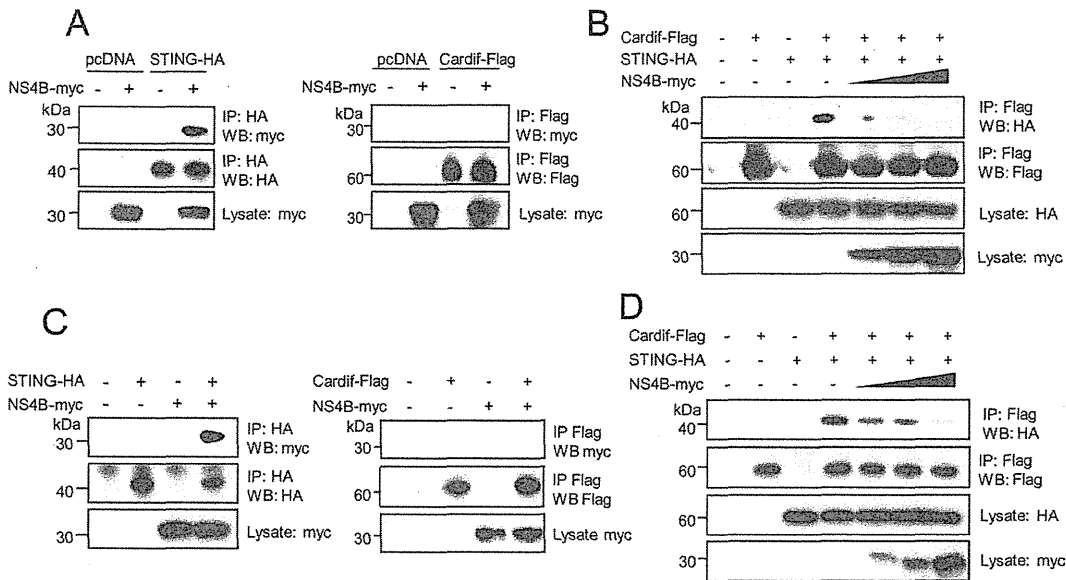 A
pcDNA STING-HA
NS4B-myc - + - +
kDa
30
IP: HA
WB: myc
40
IP: HA
WB: HA
30
Lysate: myc
pcDNA Cardif-Flag
NS4B-myc - + - +
kDa
30
IP: Flag
WB: myc
60
IP: Flag
WB: Flag
30
Lysate: myc
B
Cardif-Flag - + - + + + +
STING-HA - - + + + + +
NS4B-myc - - - -
kDa
40
IP: Flag
WB: HA
60
IP: Flag
WB: Flag
60
Lysate: HA
30
Lysate: myc
C
STING-HA - + - +
NS4B-myc - - + +
kDa
30
IP: HA
WB: myc
40
IP: HA
WB: HA
30
Lysate: myc
Cardif-Flag - + - +
NS4B-myc - - + +
kDa
30
IP Flag
WB myc
60
IP Flag
WB Flag
30
Lysate myc
D
Cardif-Flag - + - + + + +
STING-HA - - + + + + +
NS4B-myc - - - -
kDa
40
IP: Flag
WB: HA
60
IP: Flag
WB: Flag
60
Lysate: HA
30
Lysate: myc